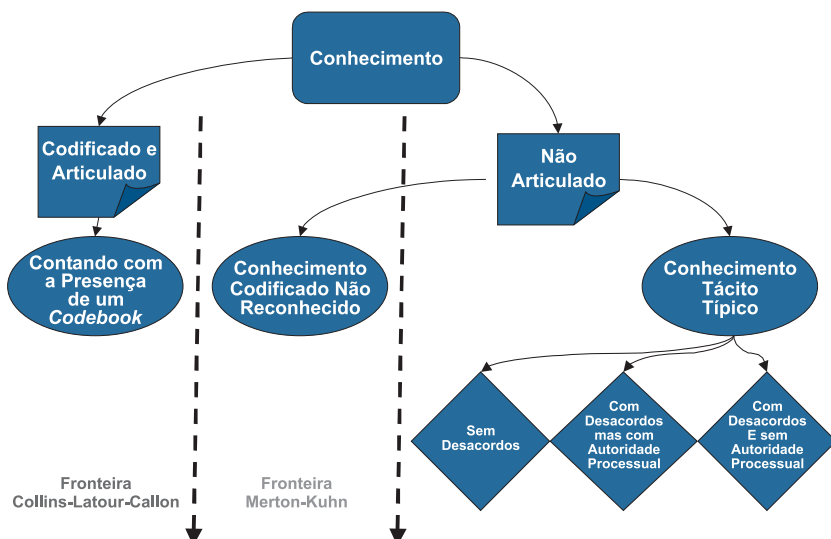 Conhecimento
Codificado e
Articulado
Não
Articulado
Contando com
a Presença
de um
Codebook
Conhecimento
Codificado Não
Reconhecido
Conhecimento
Tácito
Típico
Sem
Desacordos
Com
Desacordos
mas com
Autoridade
Processual
Com
Desacordos
E sem
Autoridade
Processual
Fronteira
Collins-Latour-Callon
Fronteira
Merton-Kuhn